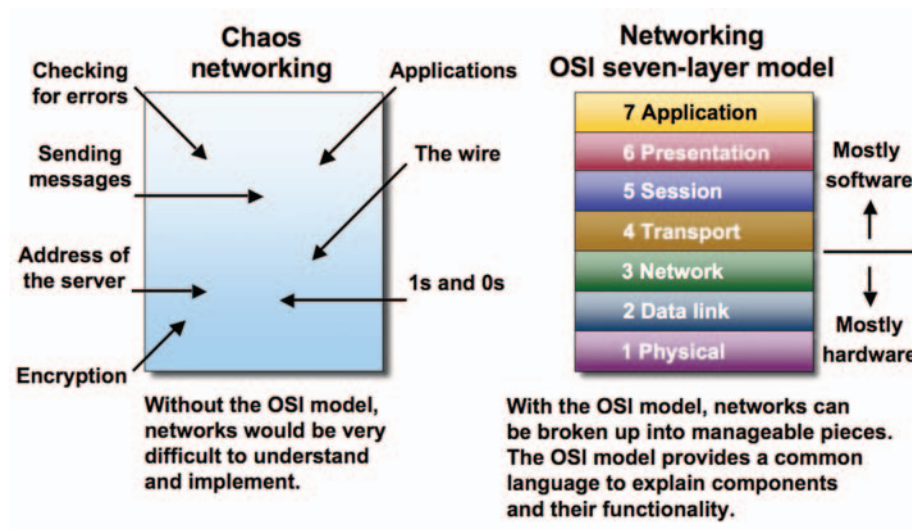 Chaos
networking
Checking
for errors
Applications
Sending
messages
The wire
Address of
the server
1s and 0s
Encryption
Without the OSI model,
networks would be very
difficult to understand
and implement.
Networking
OSI seven-layer model
7 Application
6 Presentation
5 Session
4 Transport
3 Network
2 Data link
1 Physical
Mostly
software
Mostly
hardware
With the OSI model, networks can
be broken up into manageable pieces.
The OSI model provides a common
language to explain components
and their functionality.